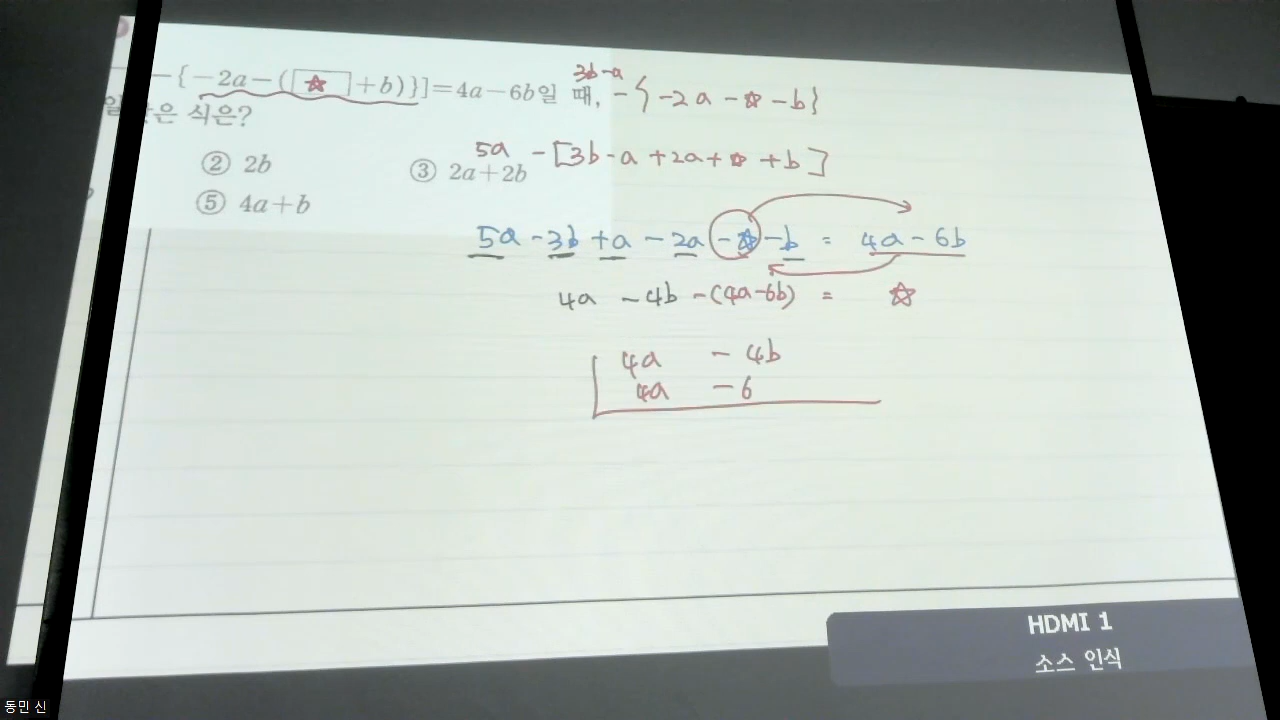 −{−2a−(☆+b)}]=4a−6b일 때, 3b-a -{-2a-☆-b}
은 식은?
5a -[3b-a+2a+☆+b]
② 2b ③ 2a+2b
⑤ 4a+b
5a -3b +a -2a -☆ -b = 4a-6b
4a -4b -(4a-6b) = ☆
4a - 4b
4a - 6
HDMI 1
소스 인식
동민 신